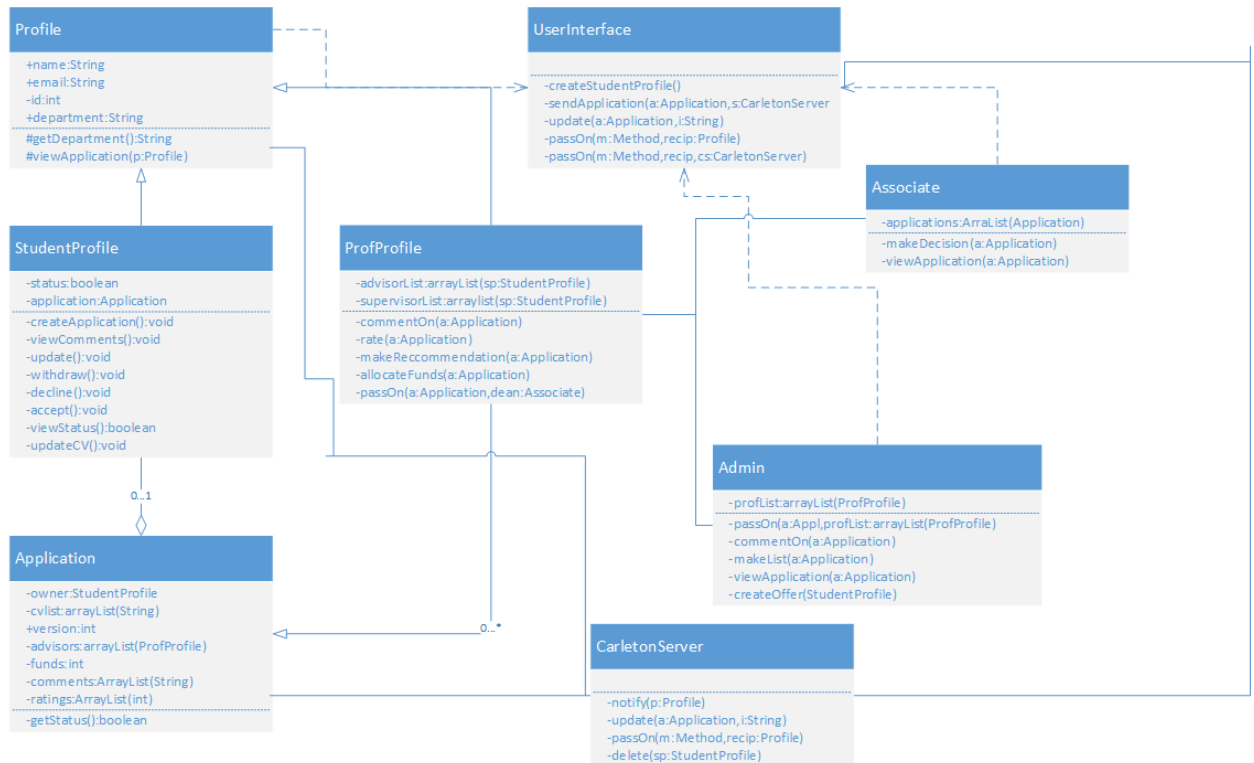 Profile
+name:String
+email:String
-id:int
+department:String
#getDepartment():String
#viewApplication(p:Profile)
UserInterface
-createStudentProfile()
-sendApplication(a:Application,s:CarletonServer
-update(a:Application,i:String)
-passOn(m:Method,recip:Profile)
-passOn(m:Method,recip,cs:CarletonServer)
Associate
-applications:ArraList(Application)
-makeDecision(a:Application)
-viewApplication(a:Application)
StudentProfile
-status:boolean
-application:Application
-createApplication():void
-viewComments():void
-update():void
-withdraw():void
-decline():void
-accept():void
-viewStatus():boolean
-updateCV():void
ProfProfile
-advisorList:arrayList(sp:StudentProfile)
-supervisorList:arraylist(sp:StudentProfile)
-commentOn(a:Application)
-rate(a:Application)
-makeReccommendation(a:Application)
-allocateFunds(a:Application)
-passOn(a:Application,dean:Associate)
Admin
-profList:arrayList(ProfProfile)
-passOn(a:Appl,profList:arrayList(ProfProfile)
-commentOn(a:Application)
-makeList(a:Application)
-viewApplication(a:Application)
-createOffer(StudentProfile)
0...1
Application
-owner:StudentProfile
-cvlist:arrayList(String)
+version:int
-advisors:arrayList(ProfProfile)
-funds:int
-comments:ArrayList(String)
-ratings:ArrayList(int)
-getStatus():boolean
0...*
CarletonServer
-notify(p:Profile)
-update(a:Application,i:String)
-passOn(m:Method,recip:Profile)
-delete(sp:StudentProfile)